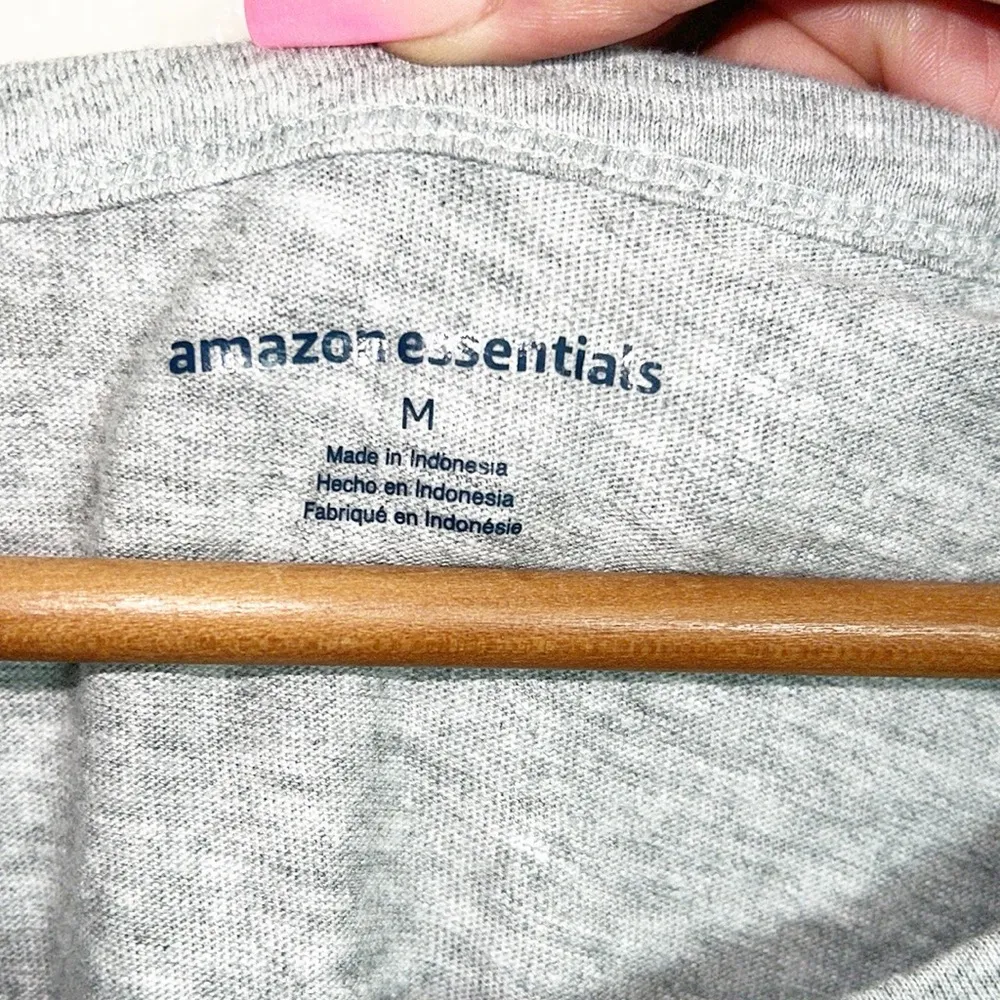 amazon essentials
M
Made in Indonesia
Hecho en Indonesia
Fabriqué en Indonésie